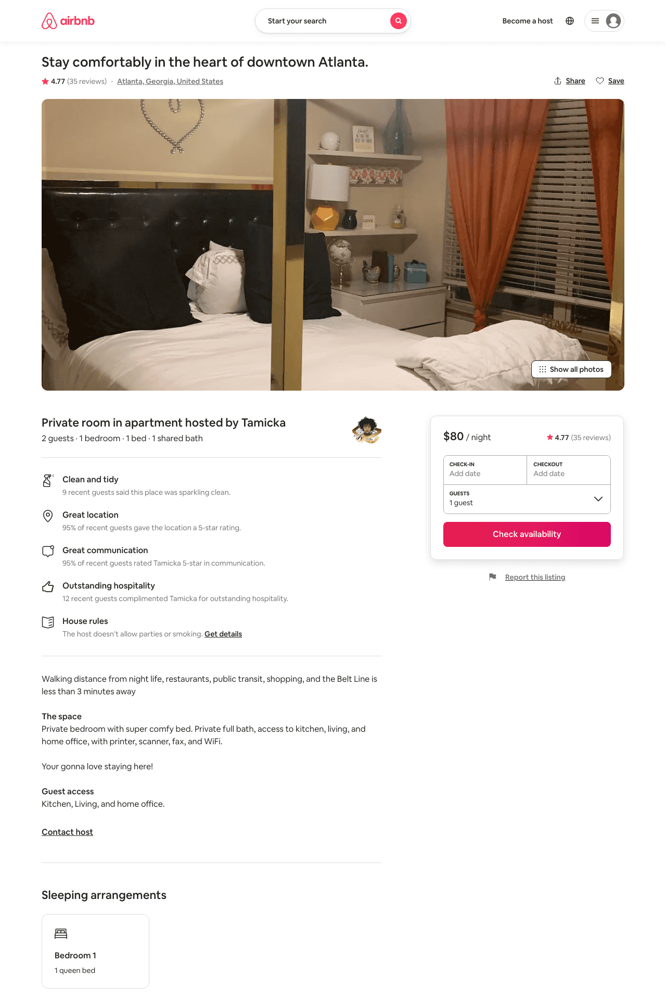 airbnb
Start your search
Become a host
Stay comfortably in the heart of downtown Atlanta.
4.77 (35 reviews) · Atlanta, Georgia, United States
Share
Save
LOVE.
blessed
Show all photos
Private room in apartment hosted by Tamicka
2 guests · 1 bedroom · 1 bed · 1 shared bath
$80 / night
4.77 (35 reviews)
CHECK-IN
Add date
CHECKOUT
Add date
GUESTS
1 guest
Check availability
Report this listing
Clean and tidy
9 recent guests said this place was sparkling clean.
Great location
95% of recent guests gave the location a 5-star rating.
Great communication
95% of recent guests rated Tamicka 5-star in communication.
Outstanding hospitality
12 recent guests complimented Tamicka for outstanding hospitality.
House rules
The host doesn’t allow parties or smoking. Get details
Walking distance from night life, restaurants, public transit, shopping, and the Belt Line is
less than 3 minutes away
The space
Private bedroom with super comfy bed. Private full bath, access to kitchen, living, and
home office, with printer, scanner, fax, and WiFi.
Your gonna love staying here!
Guest access
Kitchen, Living, and home office.
Contact host
Sleeping arrangements
Bedroom 1
1 queen bed